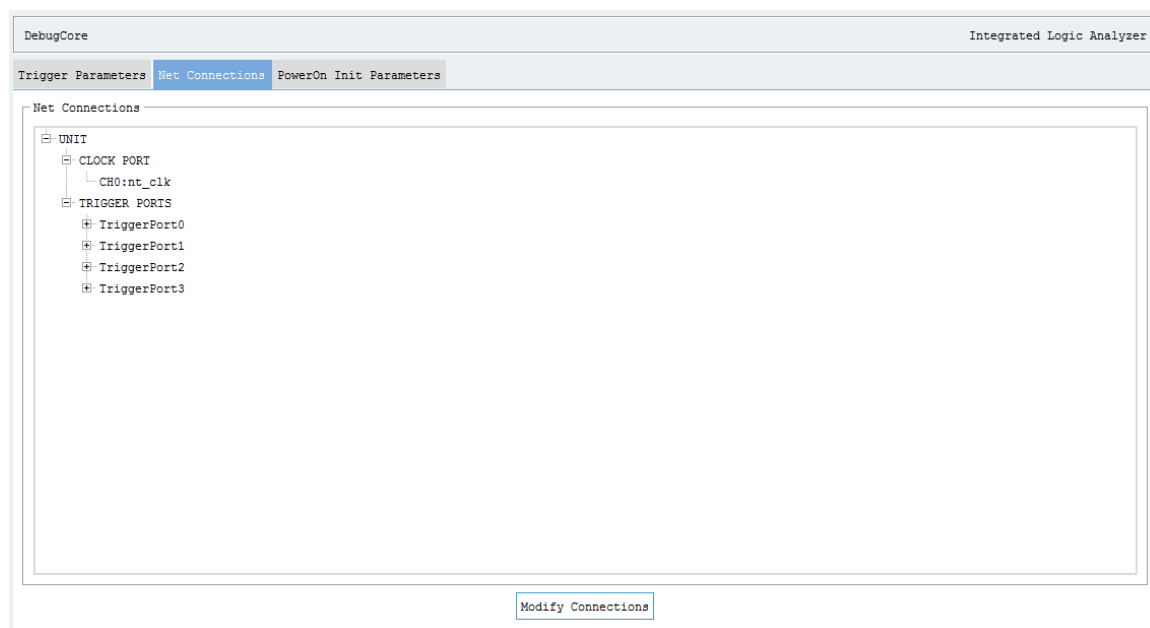 DebugCore Integrated Logic Analyzer
Trigger Parameters Net Connections PowerOn Init Parameters
Net Connections
UNIT
CLOCK PORT
CH0:nt_clk
TRIGGER PORTS
TriggerPort0
TriggerPort1
TriggerPort2
TriggerPort3
Modify Connections